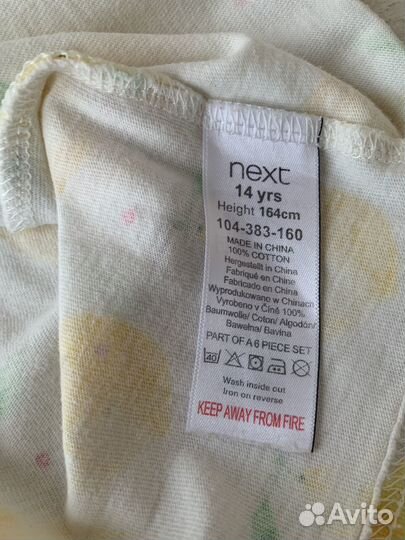 next
14 yrs
Height 164cm
104-383-160
MADE IN CHINA
100% COTTON
Hergestellt in China
Fabriqué en Chine
Fabricado en China
Wyprodukowane w Chinach
Vyrobeno v Číně 100%
Baumwolle/ Coton/ Algodón/
Bawełna/ Bavlna
PART OF A 6 PIECE SET
40
Wash inside out
Iron on reverse
KEEP AWAY FROM FIRE
Avito